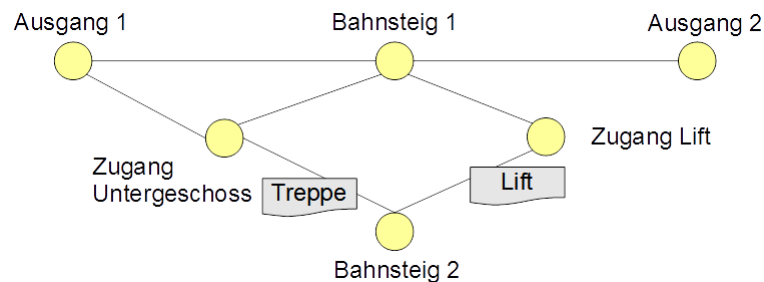 Ausgang 1
Bahnsteig 1
Ausgang 2
Zugang Lift
Zugang
Untergeschoss
Treppe
Lift
Bahnsteig 2